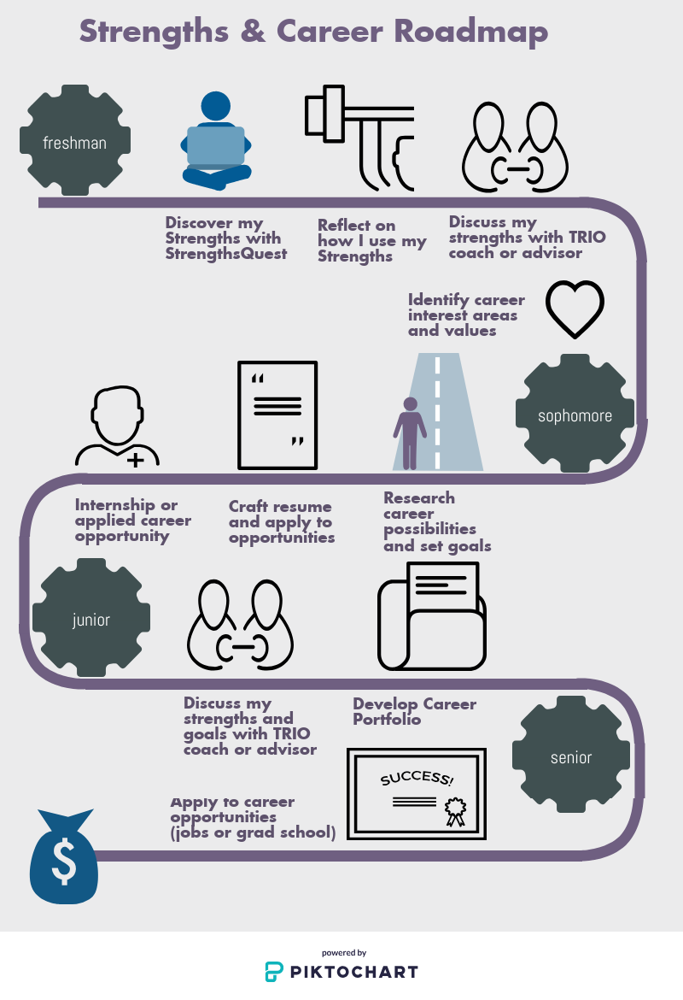 Strengths & Career Roadmap
freshman
Discover my
Strengths with
StrengthsQuest
Reflect on
how I use my
Strengths
Discuss my
strengths with TRIO
coach or advisor
Identify career
interest areas
and values
sophomore
Research
career
possibilities
and set goals
“
”
Craft resume
and apply to
opportunities
Internship or
applied career
opportunity
junior
Discuss my
strengths and
goals with TRIO
coach or advisor
Develop Career
Portfolio
senior
SUCCESS!
Apply to career
opportunities
(jobs or grad school)
$
powered by
PIKTOCHART